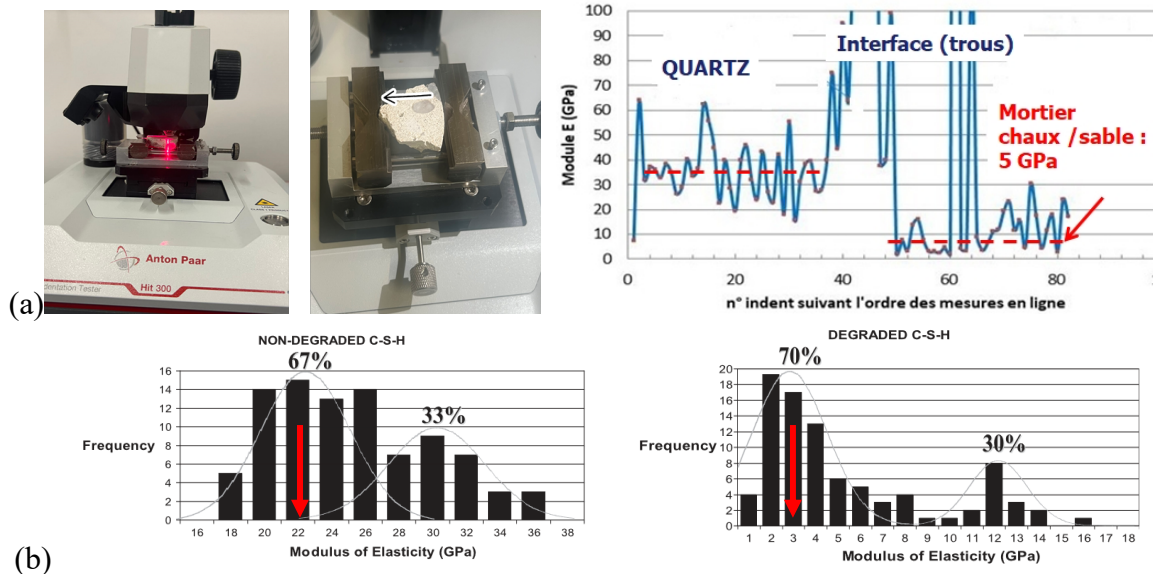 Anton Paar
Indentation Tester
Hit 300
(a)
100
90
80
70
60
50
40
30
20
10
0
Module E (GPa)
QUARTZ
Interface (trous)
Mortier
chaux /sable :
5 GPa
0 20 40 60 80
n° indent suivant l'ordre des mesures en ligne
NON-DEGRADED C-S-H
67%
33%
16
14
12
10
8
6
4
2
0
Frequency
16 18 20 22 24 26 28 30 32 34 36 38
Modulus of Elasticity (GPa)
DEGRADED C-S-H
70%
30%
20
18
16
14
12
10
8
6
4
2
0
Frequency
1 2 3 4 5 6 7 8 9 10 11 12 13 14 15 16 17 18
Modulus of Elasticity (GPa)
(b)